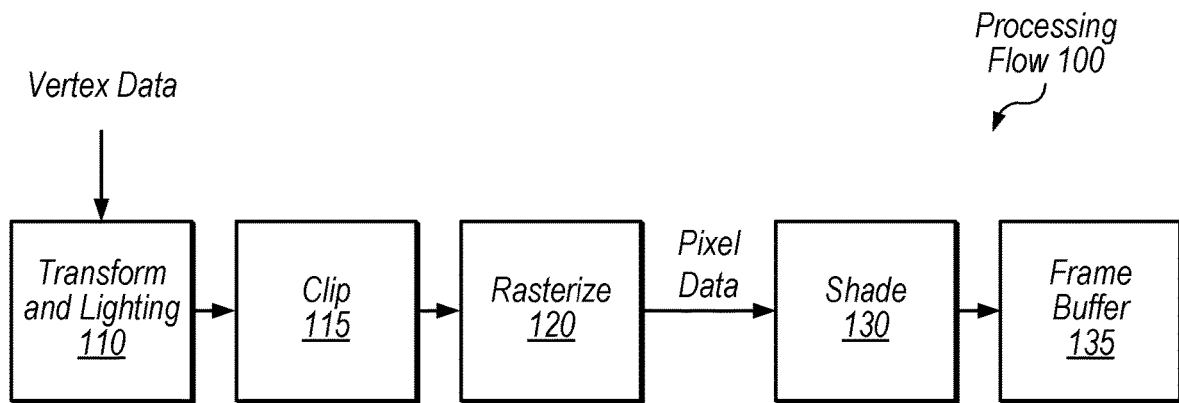 Processing
Flow 100
Vertex Data
Transform
and Lighting
110
Clip
115
Rasterize
120
Pixel
Data
Shade
130
Frame
Buffer
135